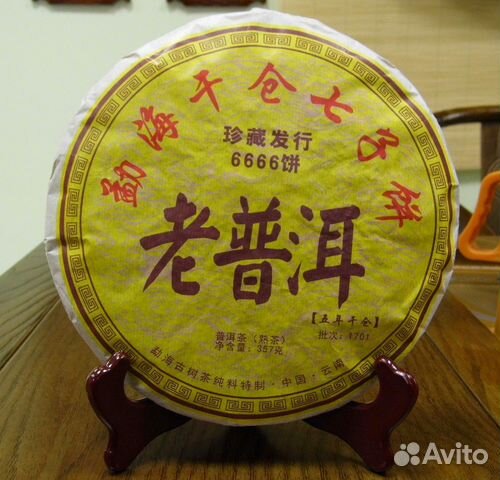 勐海干仓七子饼
珍藏发行
6666饼
老普洱
【五年干仓】
批次：1701
普洱茶（熟茶）
净含量：357克
勐海古树茶纯料特制·中国：云南
Avito